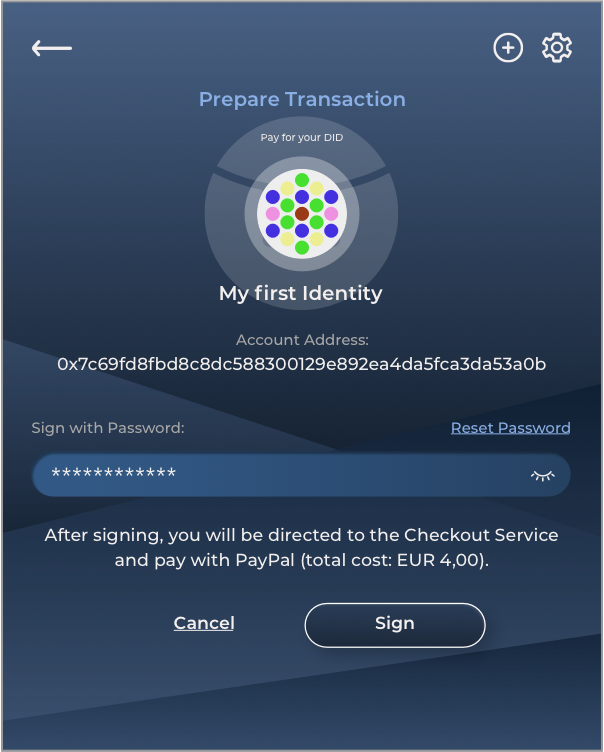 Prepare Transaction
Pay for your DID
My first Identity
Account Address:
0x7c69fd8fbd8c8dc588300129e892ea4da5fca3da53a0b
Sign with Password:
Reset Password
************
After signing, you will be directed to the Checkout Service
and pay with PayPal (total cost: EUR 4,00).
Cancel
Sign